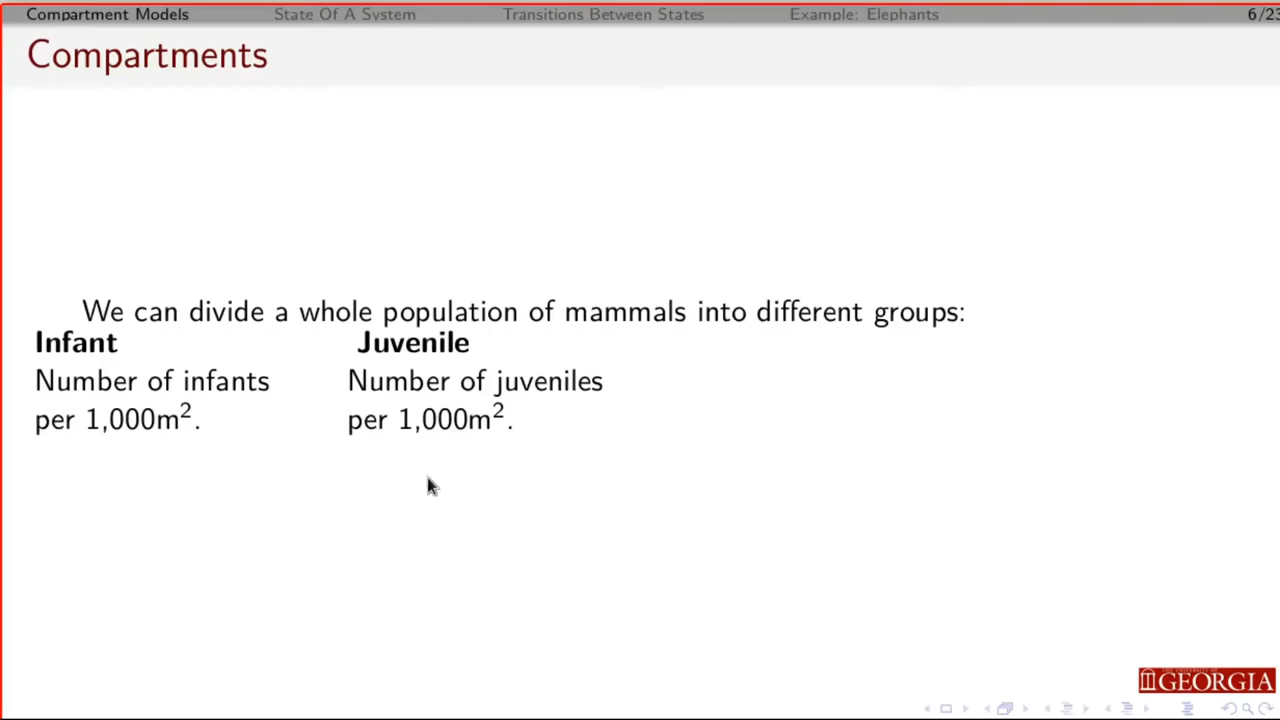 Compartment Models State Of A System Transitions Between States Example: Elephants 6/23
Compartments
We can divide a whole population of mammals into different groups:
Infant Juvenile
Number of infants Number of juveniles
per 1,000m². per 1,000m².
GEORGIA